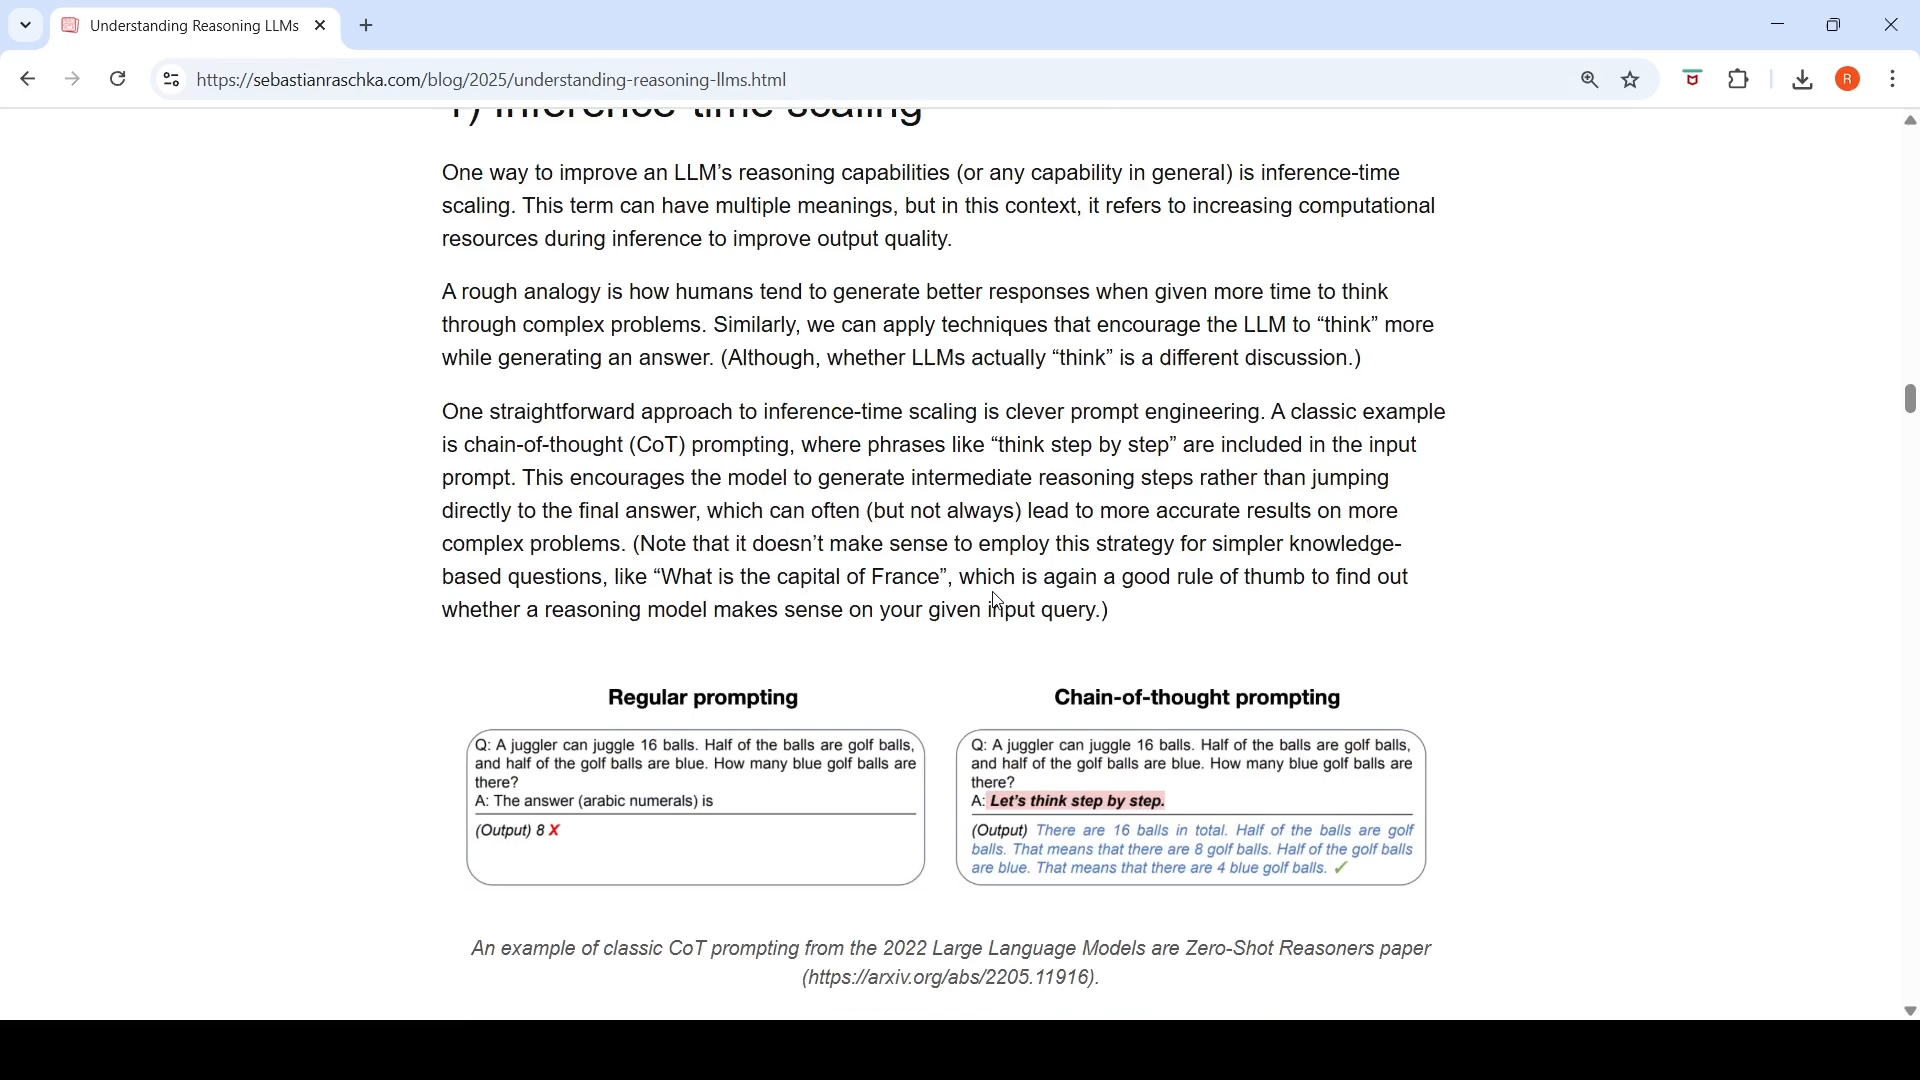 Understanding Reasoning LLMs
https://sebastianraschka.com/blog/2025/understanding-reasoning-llms.html
R
1) Inference-time scaling
One way to improve an LLM’s reasoning capabilities (or any capability in general) is inference-time
scaling. This term can have multiple meanings, but in this context, it refers to increasing computational
resources during inference to improve output quality.
A rough analogy is how humans tend to generate better responses when given more time to think
through complex problems. Similarly, we can apply techniques that encourage the LLM to “think” more
while generating an answer. (Although, whether LLMs actually “think” is a different discussion.)
One straightforward approach to inference-time scaling is clever prompt engineering. A classic example
is chain-of-thought (CoT) prompting, where phrases like “think step by step” are included in the input
prompt. This encourages the model to generate intermediate reasoning steps rather than jumping
directly to the final answer, which can often (but not always) lead to more accurate results on more
complex problems. (Note that it doesn’t make sense to employ this strategy for simpler knowledge-
based questions, like “What is the capital of France”, which is again a good rule of thumb to find out
whether a reasoning model makes sense on your given input query.)
Regular prompting
Q: A juggler can juggle 16 balls. Half of the balls are golf balls,
and half of the golf balls are blue. How many blue golf balls are
there?
A: The answer (arabic numerals) is
(Output) 8 X
Chain-of-thought prompting
Q: A juggler can juggle 16 balls. Half of the balls are golf balls,
and half of the golf balls are blue. How many blue golf balls are
there?
A: Let’s think step by step.
(Output) There are 16 balls in total. Half of the balls are golf
balls. That means that there are 8 golf balls. Half of the golf balls
are blue. That means that there are 4 blue golf balls. ✓
An example of classic CoT prompting from the 2022 Large Language Models are Zero-Shot Reasoners paper
(https://arxiv.org/abs/2205.11916).